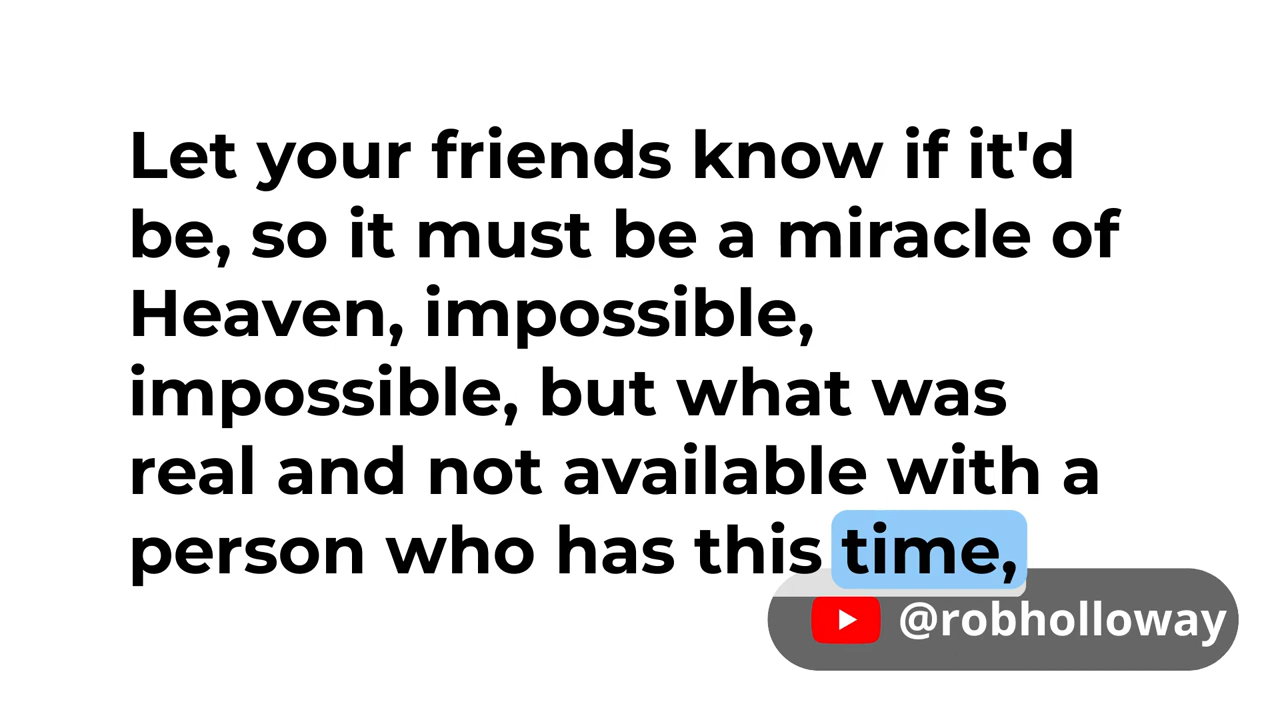 Let your friends know if it'd
be, so it must be a miracle of
Heaven, impossible,
impossible, but what was
real and not available with a
person who has this time,
@robholloway